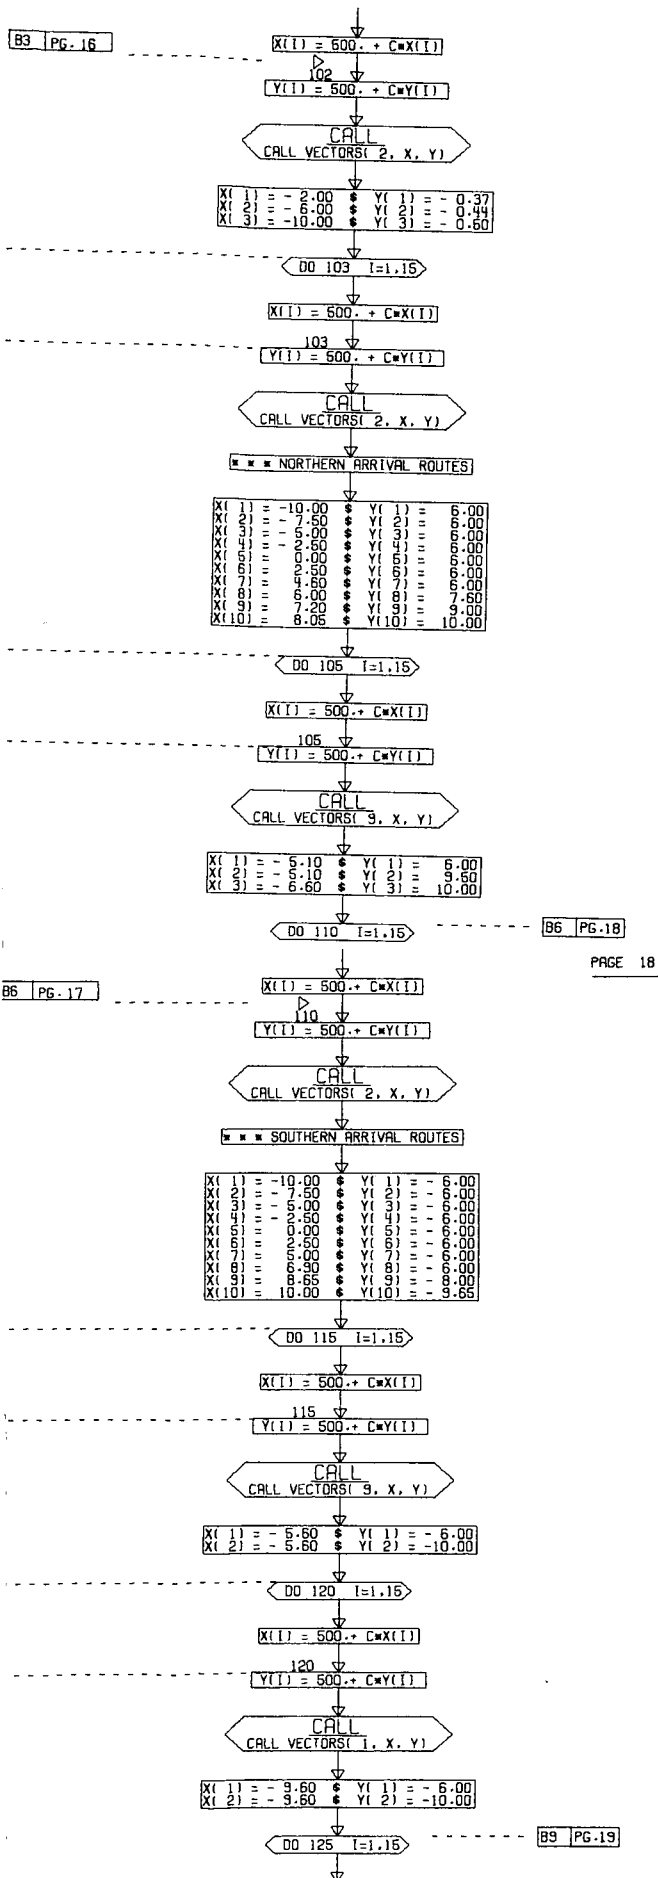 B3 PG. 16
X(I) = 500. + C*X(I)
102
Y(I) = 500. + C*Y(I)
CALL
CALL VECTORS( 2, X, Y)
X( 1) = - 2.00 $ Y( 1) = - 0.37
X( 2) = - 6.00 $ Y( 2) = - 0.44
X( 3) = -10.00 $ Y( 3) = - 0.60
DO 103 I=1,15
X(I) = 500. + C*X(I)
103
Y(I) = 500. + C*Y(I)
CALL
CALL VECTORS( 2, X, Y)
* * * NORTHERN ARRIVAL ROUTES
X( 1) = -10.00 $ Y( 1) = 6.00
X( 2) = - 7.50 $ Y( 2) = 6.00
X( 3) = - 5.00 $ Y( 3) = 6.00
X( 4) = - 2.50 $ Y( 4) = 6.00
X( 5) = 0.00 $ Y( 5) = 6.00
X( 6) = 2.50 $ Y( 6) = 6.00
X( 7) = 4.60 $ Y( 7) = 6.00
X( 8) = 6.00 $ Y( 8) = 7.60
X( 9) = 7.20 $ Y( 9) = 9.00
X(10) = 8.05 $ Y(10) = 10.00
DO 105 I=1,15
X(I) = 500.+ C*X(I)
105
Y(I) = 500.+ C*Y(I)
CALL
CALL VECTORS( 9, X, Y)
X( 1) = - 5.10 $ Y( 1) = 6.00
X( 2) = - 5.10 $ Y( 2) = 9.50
X( 3) = - 6.60 $ Y( 3) = 10.00
DO 110 I=1,15
B6 PG.18
PAGE 18
B6 PG. 17
X(I) = 500.+ C*X(I)
110
Y(I) = 500.+ C*Y(I)
CALL
CALL VECTORS( 2, X, Y)
* * * SOUTHERN ARRIVAL ROUTES
X( 1) = -10.00 $ Y( 1) = - 6.00
X( 2) = - 7.50 $ Y( 2) = - 6.00
X( 3) = - 5.00 $ Y( 3) = - 6.00
X( 4) = - 2.50 $ Y( 4) = - 6.00
X( 5) = 0.00 $ Y( 5) = - 6.00
X( 6) = 2.50 $ Y( 6) = - 6.00
X( 7) = 5.00 $ Y( 7) = - 6.00
X( 8) = 6.90 $ Y( 8) = - 6.00
X( 9) = 8.65 $ Y( 9) = - 8.00
X(10) = 10.00 $ Y(10) = - 9.65
DO 115 I=1,15
X(I) = 500.+ C*X(I)
115
Y(I) = 500.+ C*Y(I)
CALL
CALL VECTORS( 9, X, Y)
X( 1) = - 5.60 $ Y( 1) = - 6.00
X( 2) = - 5.60 $ Y( 2) = -10.00
DO 120 I=1,15
X(I) = 500.+ C*X(I)
120
Y(I) = 500.+ C*Y(I)
CALL
CALL VECTORS( 1, X, Y)
X( 1) = - 9.60 $ Y( 1) = - 6.00
X( 2) = - 9.60 $ Y( 2) = -10.00
DO 125 I=1,15
B9 PG.19